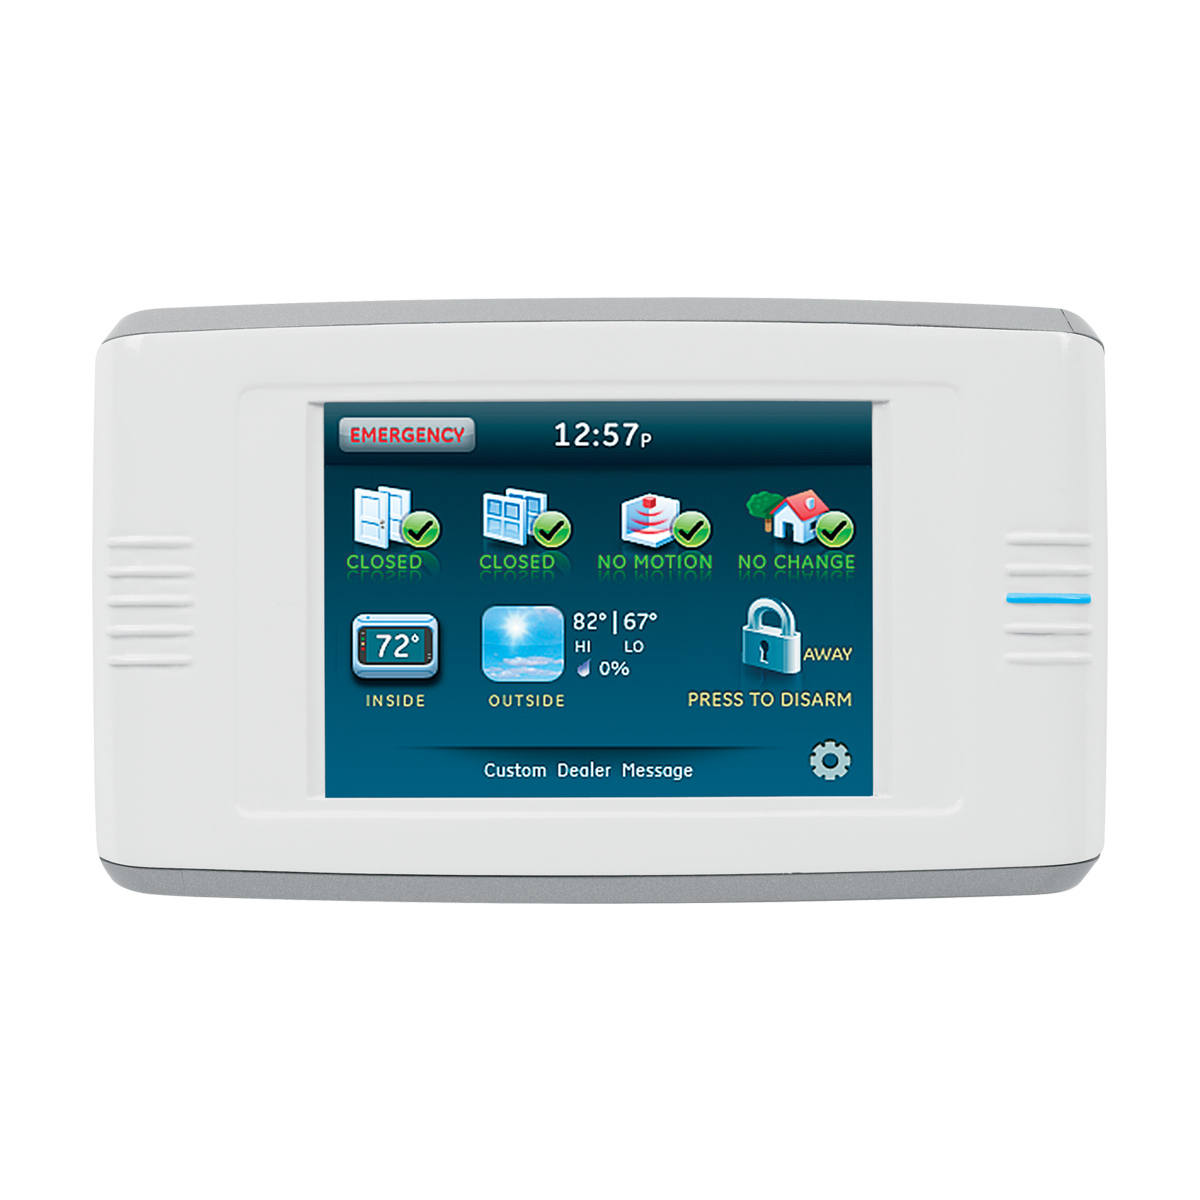 EMERGENCY 12:57P
CLOSED CLOSED NO MOTION NO CHANGE
72° 82° | 67°
HI LO
0% AWAY
INSIDE OUTSIDE PRESS TO DISARM
Custom Dealer Message